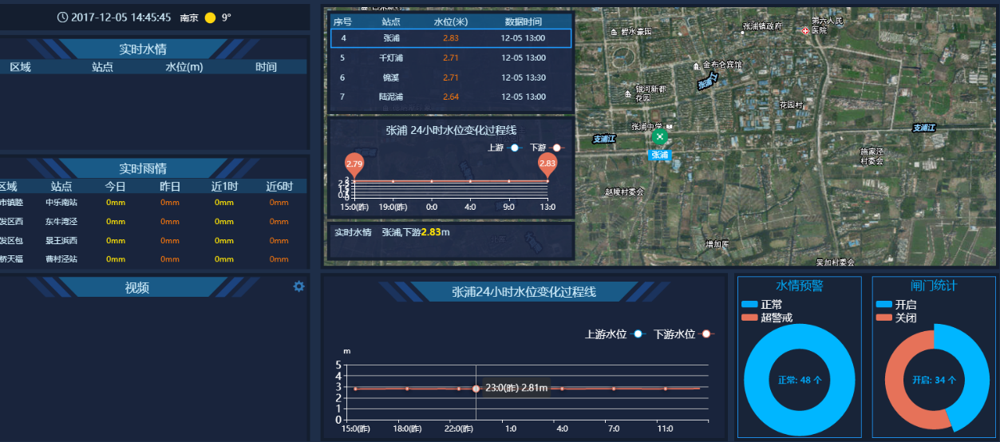 2017-12-05 14:45:45 南京 9°
实时水情
区域 站点 水位(m) 时间
实时雨情
区域 站点 今日 昨日 近1时 近6时
市镇睦 中乐南站 0mm 0mm 0mm 0mm
发区西 东牛湾泾 0mm 0mm 0mm 0mm
发区包 景王浜西 0mm 0mm 0mm 0mm
桥天福 曹村泾站 0mm 0mm 0mm 0mm
视频
序号 站点 水位(米) 数据时间
4 张浦 2.83 12-05 13:00
5 千灯浦 2.71 12-05 13:00
6 锦溪 2.71 12-05 13:30
7 陆泥浦 2.64 12-05 13:00
张浦 24小时水位变化过程线
上游 下游
2.79 2.83
15:0(昨) 19:0(昨) 0:0 4:0 9:0 13:0
实时水情 张浦,下游2.83m
碧水豪园
张浦镇政府
第六人民
医院
金布仑宾馆
张浦江
银河新都
花园
花园村
张浦中学
支浦江
支浦江
张浦
施家泾
村委会
赵陵村委会
增加厍
吴加村委会
张浦24小时水位变化过程线
上游水位 下游水位
m
5
4
3
2
1
0
23:0(昨) 2.81m
15:0(昨) 18:0(昨) 22:0(昨) 1:0 4:0 7:0 11:0
水情预警
正常
超警戒
正常: 48 个
闸门统计
开启
关闭
开启: 34 个